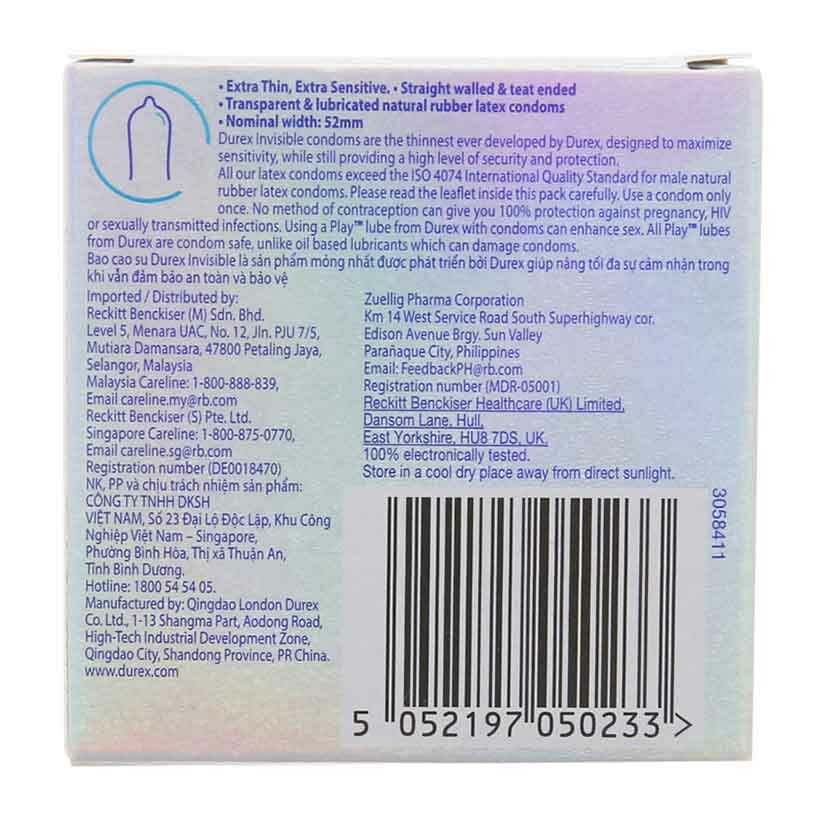 • Extra Thin, Extra Sensitive. • Straight walled & teat ended
• Transparent & lubricated natural rubber latex condoms
• Nominal width: 52mm
Durex Invisible condoms are the thinnest ever developed by Durex, designed to maximize
sensitivity, while still providing a high level of security and protection.
All our latex condoms exceed the ISO 4074 International Quality Standard for male natural
rubber latex condoms. Please read the leaflet inside this pack carefully. Use a condom only
once. No method of contraception can give you 100% protection against pregnancy, HIV
or sexually transmitted infections. Using a Play™ lube from Durex with condoms can enhance sex. All Play™ lubes
from Durex are condom safe, unlike oil based lubricants which can damage condoms.
Bao cao su Durex Invisible là sản phẩm mỏng nhất được phát triển bởi Durex giúp nâng tối đa sự cảm nhận trong
khi vẫn đảm bảo an toàn và bảo vệ
Imported / Distributed by:
Reckitt Benckiser (M) Sdn. Bhd.
Level 5, Menara UAC, No. 12, Jln. PJU 7/5,
Mutiara Damansara, 47800 Petaling Jaya,
Selangor, Malaysia
Malaysia Careline: 1-800-888-839,
Email careline.my@rb.com
Reckitt Benckiser (S) Pte. Ltd.
Singapore Careline: 1-800-875-0770,
Email careline.sg@rb.com
Registration number (DE0018470)
NK, PP và chịu trách nhiệm sản phẩm:
CÔNG TY TNHH DKSH
VIỆT NAM, Số 23 Đại Lộ Độc Lập, Khu Công
Nghiệp Việt Nam – Singapore,
Phường Bình Hòa, Thị xã Thuận An,
Tỉnh Bình Dương.
Hotline: 1800 54 54 05.
Manufactured by: Qingdao London Durex
Co. Ltd., 1-13 Shangma Part, Aodong Road,
High-Tech Industrial Development Zone,
Qingdao City, Shandong Province, PR China.
www.durex.com
Zuellig Pharma Corporation
Km 14 West Service Road South Superhighway cor.
Edison Avenue Brgy. Sun Valley
Parañaque City, Philippines
Email: FeedbackPH@rb.com
Registration number (MDR-05001)
Reckitt Benckiser Healthcare (UK) Limited,
Dansom Lane, Hull,
East Yorkshire, HU8 7DS, UK.
100% electronically tested.
Store in a cool dry place away from direct sunlight.
3058411
5 052197 050233 >